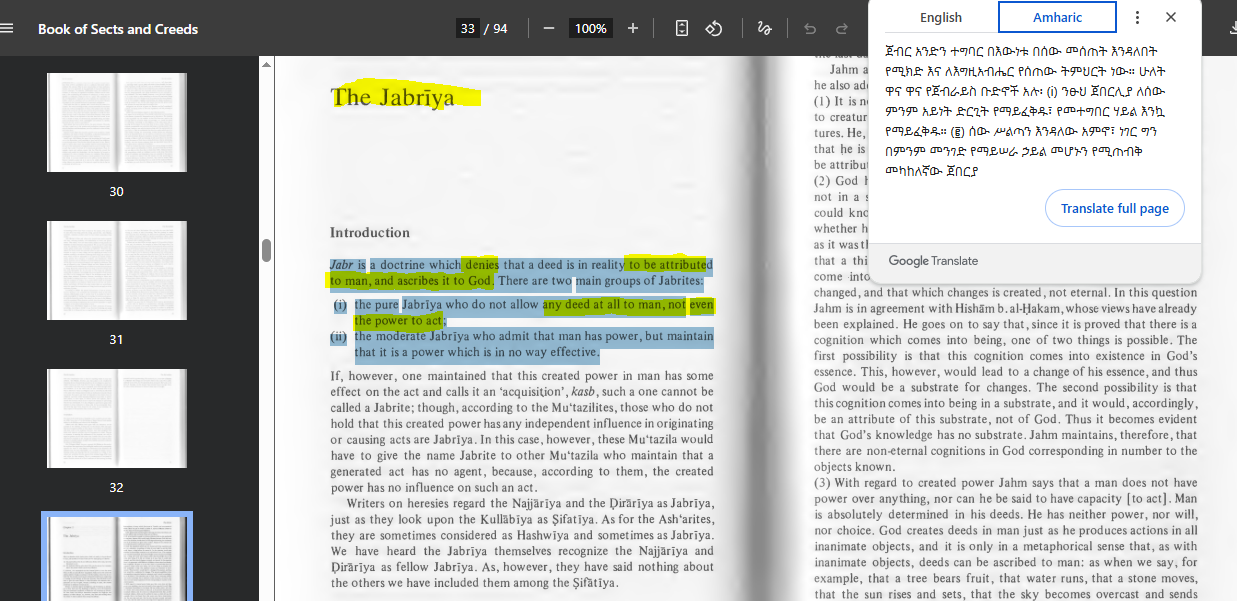 Book of Sects and Creeds
33 / 94
100%
30
31
32
The Jabrīya
Introduction
Jabr is a doctrine which denies that a deed is in reality to be attributed
to man, and ascribes it to God. There are two main groups of Jabrites:
(i) the pure Jabrīya who do not allow any deed at all to man, not even
the power to act;
(ii) the moderate Jabrīya who admit that man has power, but maintain
that it is a power which is in no way effective.
If, however, one maintained that this created power in man has some
effect on the act and calls it an ‘acquisition’, kasb, such a one cannot be
called a Jabrite; though, according to the Mu‘tazilites, those who do not
hold that this created power has any independent influence in originating
or causing acts are Jabrīya. In this case, however, these Mu‘tazila would
have to give the name Jabrite to other Mu‘tazila who maintain that a
generated act has no agent, because, according to them, the created
power has no influence on such an act.
Writers on heresies regard the Najjārīya and the Ḍirārīya as Jabrīya,
just as they look upon the Kullābīya as Ṣifatīya. As for the Ash‘arites,
they are sometimes considered as Hashwīya and sometimes as Jabrīya.
We have heard the Jabrīya themselves recognize the Najjārīya and
Ḍirārīya as fellow Jabrīya. As, however, they have said nothing about
the others we have included them among the Ṣifātīya.
Jahm a
he also ad
(1) It is n
to creatur
tures. He,
that he is
be attribu
(2) God h
not in a s
could kno
whether h
as it was th
that a thi
come into
changed, and that which changes is created, not eternal. In this question
Jahm is in agreement with Hishām b. al-Ḥakam, whose views have already
been explained. He goes on to say that, since it is proved that there is a
cognition which comes into being, one of two things is possible. The
first possibility is that this cognition comes into existence in God’s
essence. This, however, would lead to a change of his essence, and thus
God would be a substrate for changes. The second possibility is that
this cognition comes into being in a substrate, and it would, accordingly,
be an attribute of this substrate, not of God. Thus it becomes evident
that God’s knowledge has no substrate. Jahm maintains, therefore, that
there are non-eternal cognitions in God corresponding in number to the
objects known.
(3) With regard to created power Jahm says that a man does not have
power over anything, nor can he be said to have capacity [to act]. Man
is absolutely determined in his deeds. He has neither power, nor will,
nor choice. God creates deeds in man just as he produces actions in all
inanimate objects, and it is only in a metaphorical sense that, as with
inanimate objects, deeds can be ascribed to man: as when we say, for
example, that a tree bears fruit, that water runs, that a stone moves,
that the sun rises and sets, that the sky becomes overcast and sends
English
Amharic
ጀብር አንድን ተግባር በእውነቱ በሰው መሰጠት እንዳለበት
የሚክድ እና ለእግዚአብሔር የሰጠው ትምህርት ነው። ሁለት
ዋና ዋና የጀብራይስ ቡድኖች አሉ፡ (i) ንፁህ ጀበርሊያ ለሰው
ምንም አይነት ድርጊት የማይፈቅዱ፣ የመተግበር ሃይል እንኳ
የማይፈቅዱ። (፪) ሰው ሥልጣን እንዳለው አምኖ፣ ነገር ግን
በምንም መንገድ የማይሠራ ኃይል መሆኑን የሚጠብቅ
መካከለኛው ጀበርያ
Translate full page
Google Translate